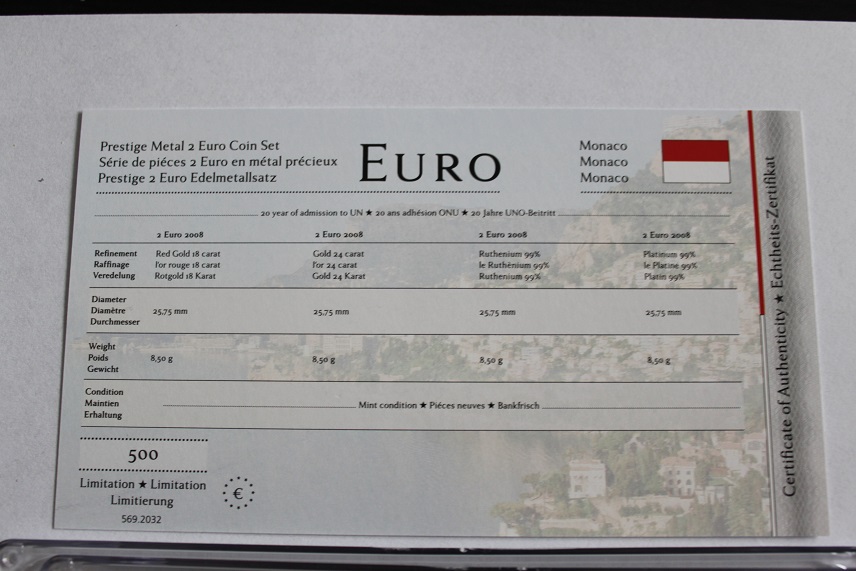 Prestige Metal 2 Euro Coin Set
Série de piéces 2 Euro en métal précieux
Prestige 2 Euro Edelmetallsatz
EURO
Monaco
Monaco
Monaco
20 year of admission to UN ★ 20 ans adhésion ONU ★ 20 Jahre UNO-Beitritt
2 Euro 2008 2 Euro 2008 2 Euro 2008 2 Euro 2008
Refinement Red Gold 18 carat Gold 24 carat Ruthenium 99% Platinum 99%
Raffinage l'or rouge 18 carat l'or 24 carat le Ruthénium 99% le Platine 99%
Veredelung Rotgold 18 Karat Gold 24 Karat Ruthenium 99% Platin 99%
Diameter
Diamètre 25,75 mm 25,75 mm 25,75 mm 25,75 mm
Durchmesser
Weight
Poids 8,50 g 8,50 g 8,50 g 8,50 g
Gewicht
Condition
Maintien Mint condition ★ Piéces neuves ★ Bankfrisch
Erhaltung
500
Limitation ★ Limitation
Limitierung
569.2032
€
Certificate of Authenticity ★ Echtheits-Zertifikat